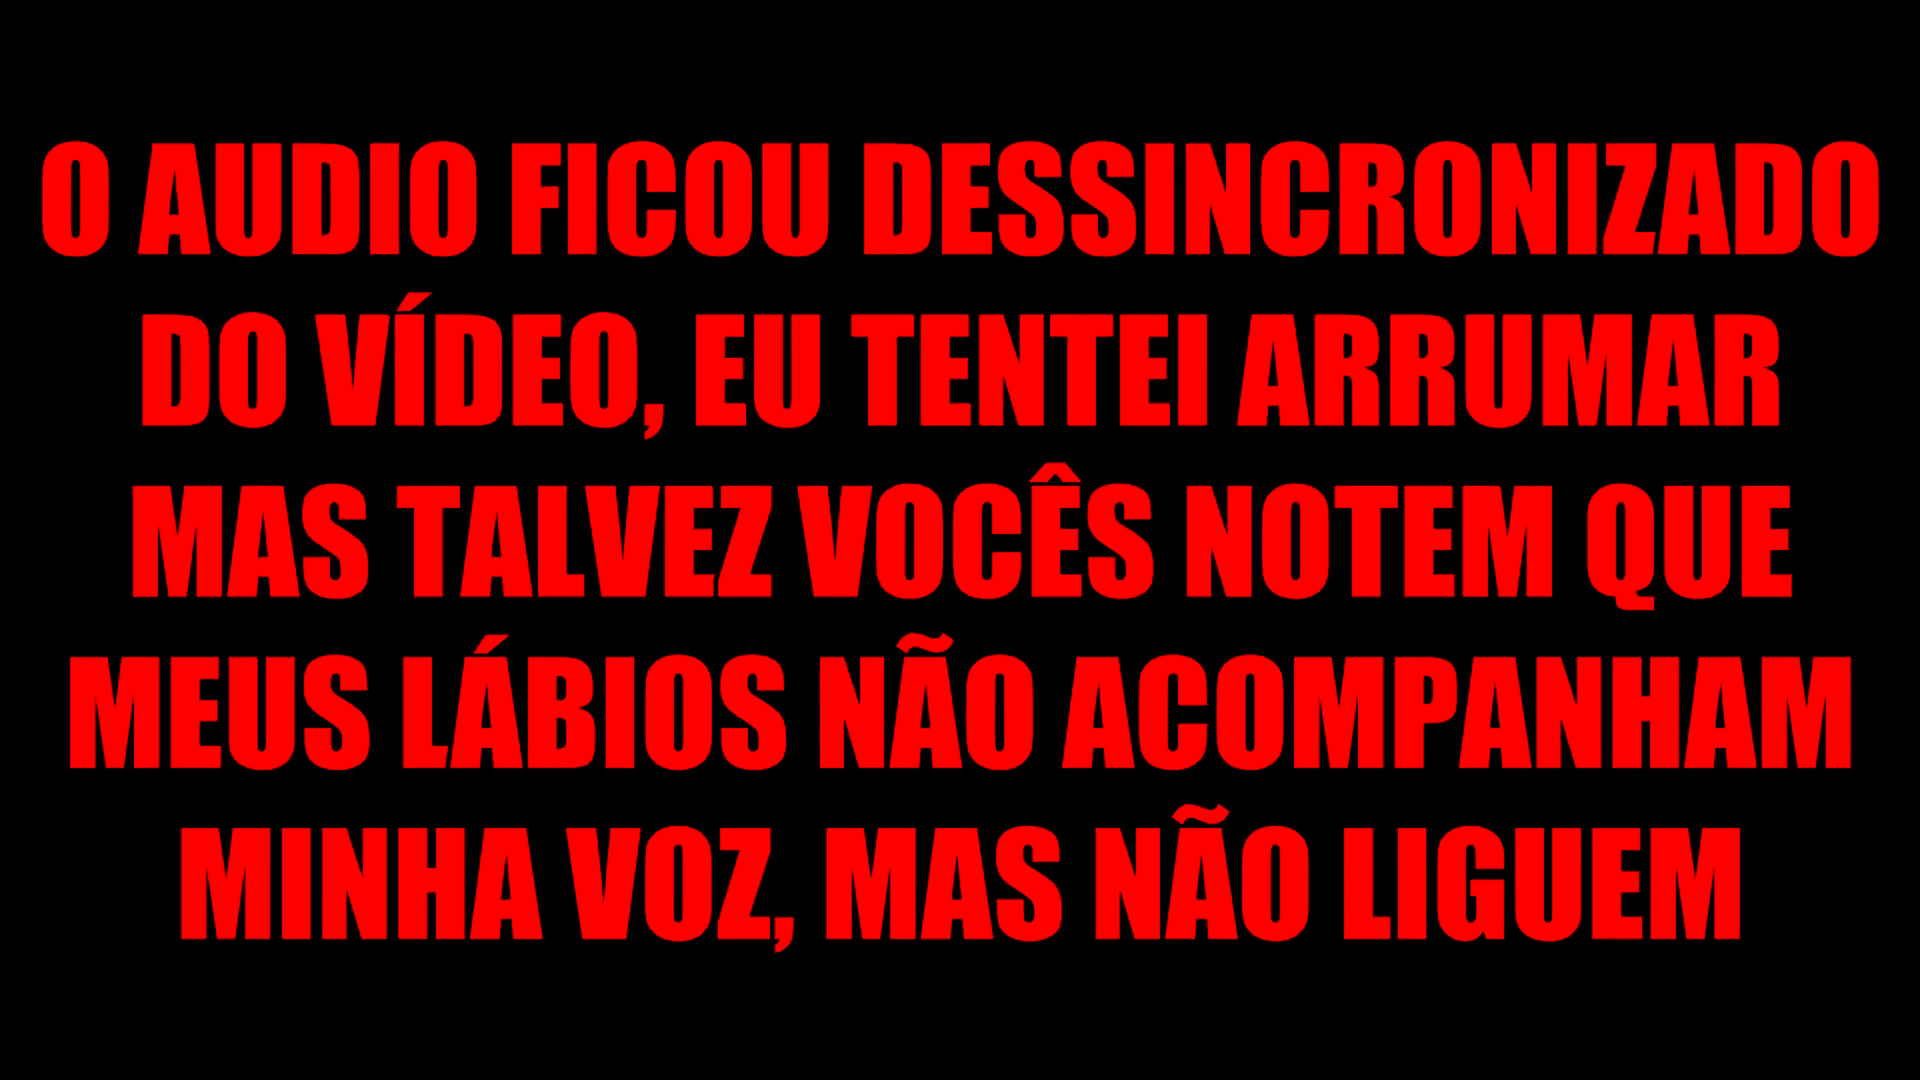 O AUDIO FICOU DESSINCRONIZADO
DO VÍDEO, EU TENTEI ARRUMAR
MAS TALVEZ VOCÊS NOTEM QUE
MEUS LÁBIOS NÃO ACOMPANHAM
MINHA VOZ, MAS NÃO LIGUEM